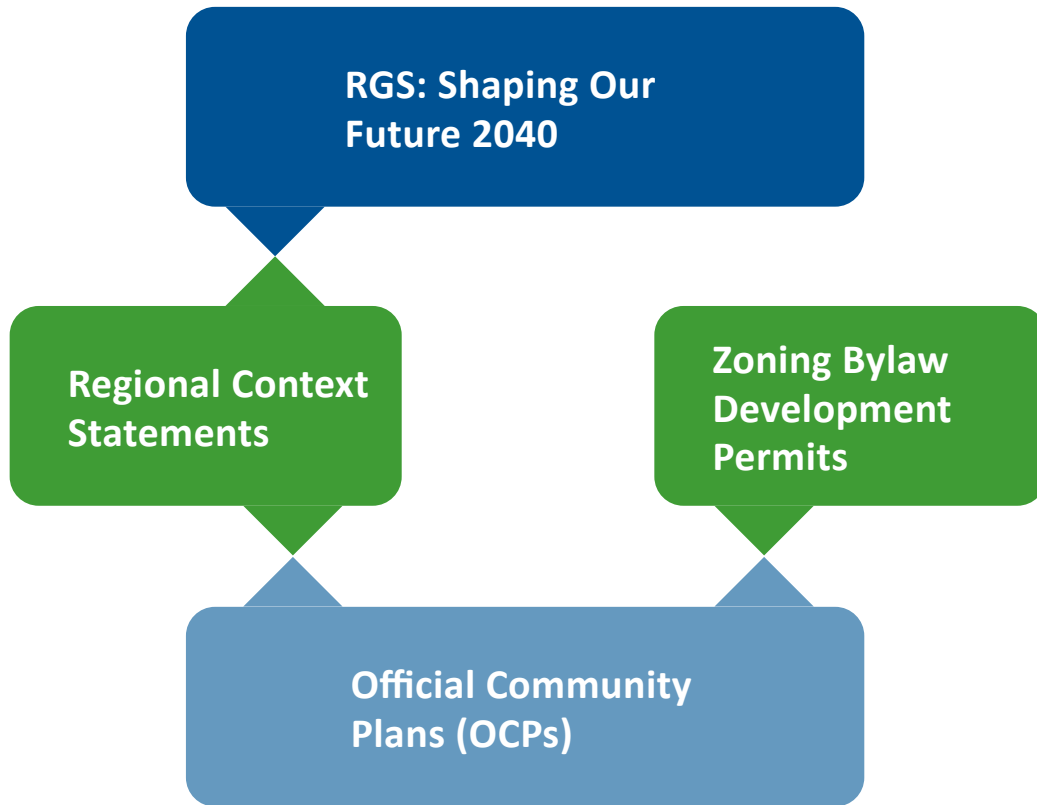 RGS: Shaping Our
Future 2040
Regional Context
Statements
Zoning Bylaw
Development
Permits
Official Community
Plans (OCPs)